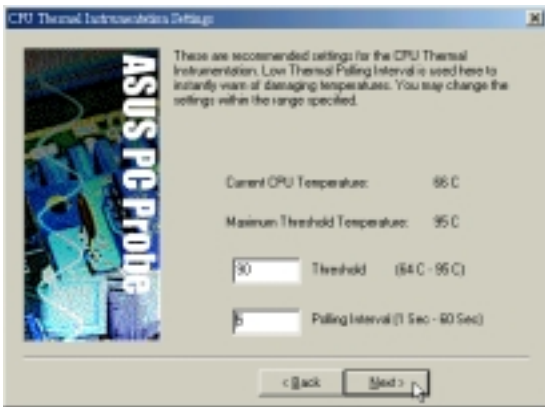 CPU Thermal Instrumentation Settings
ASUS PC Probe
These are recommended settings for the CPU Thermal
Instrumentation. Low Thermal Polling Interval is used here to
instantly warn of damaging temperatures. You may change the
settings within the range specified.
Current CPU Temperature: 66 C
Maximum Threshold Temperature: 95 C
90 Threshold (64 C - 95 C)
Polling Interval (1 Sec - 60 Sec)
< Back Next >